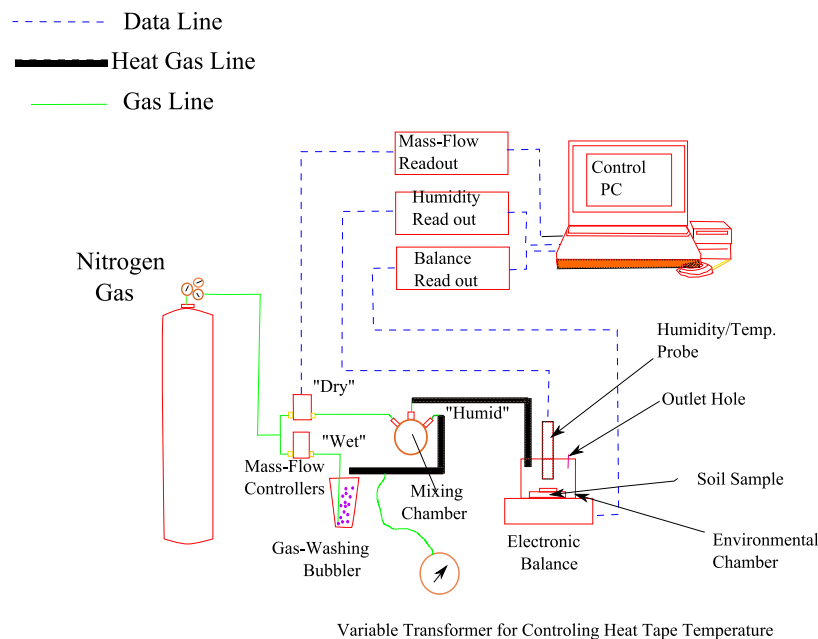 Data Line
Heat Gas Line
Gas Line
Mass-Flow
Readout
Control
PC
Humidity
Read out
Balance
Read out
Nitrogen
Gas
Humidity/Temp.
Probe
"Dry"
"Humid"
Outlet Hole
"Wet"
Mass-Flow
Controllers
Mixing
Chamber
Soil Sample
Gas-Washing
Bubbler
Electronic
Balance
Environmental
Chamber
Variable Transformer for Controling Heat Tape Temperature